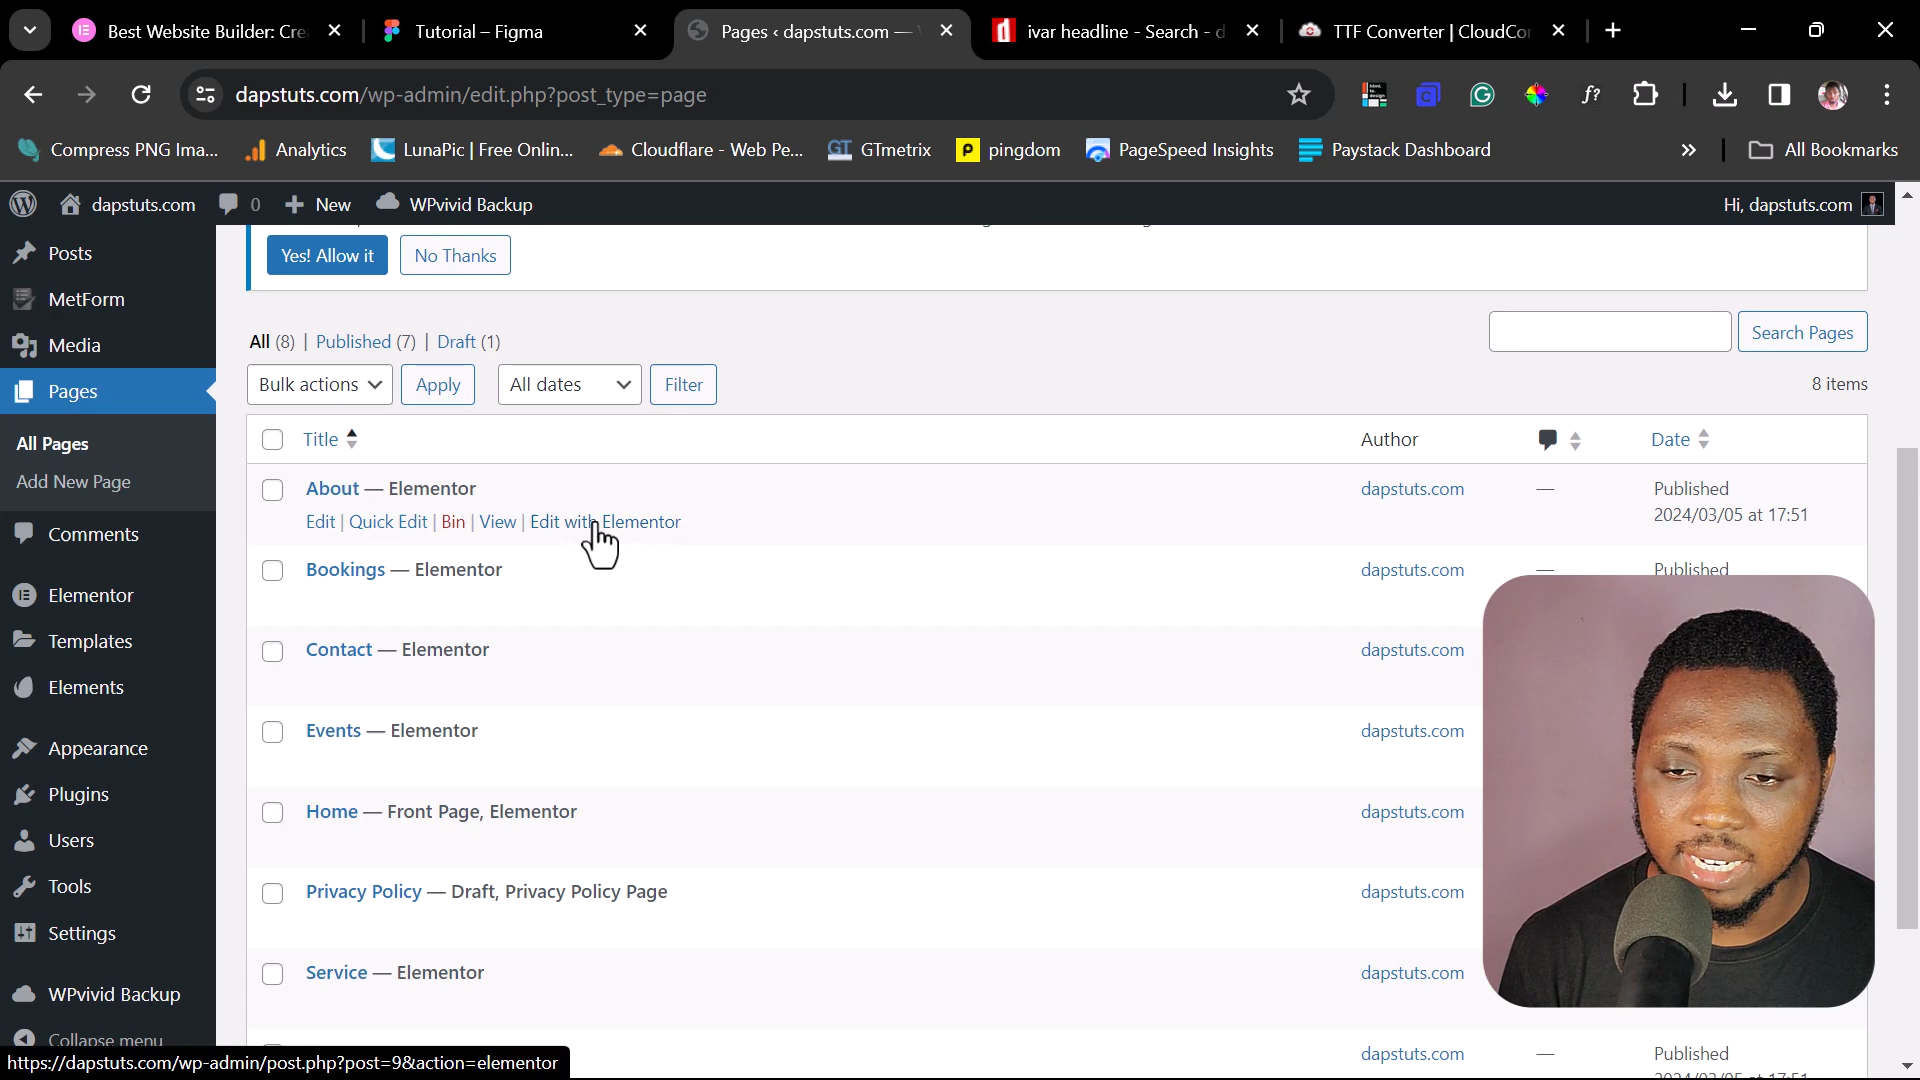 Best Website Builder: Cre
Tutorial – Figma
Pages ‹ dapstuts.com —
ivar headline - Search - d
TTF Converter | CloudCo
dapstuts.com/wp-admin/edit.php?post_type=page
Compress PNG Ima...
Analytics
LunaPic | Free Onlin...
Cloudflare - Web Pe...
GTmetrix
pingdom
PageSpeed Insights
Paystack Dashboard
All Bookmarks
dapstuts.com
0
New
WPvivid Backup
Hi, dapstuts.com
Posts
MetForm
Media
Pages
All Pages
Add New Page
Comments
Elementor
Templates
Elements
Appearance
Plugins
Users
Tools
Settings
WPvivid Backup
Collapse menu
Yes! Allow it
No Thanks
All (8) | Published (7) | Draft (1)
Search Pages
Bulk actions
Apply
All dates
Filter
8 items
Title
Author
Date
About — Elementor
dapstuts.com
—
Published
2024/03/05 at 17:51
Edit | Quick Edit | Bin | View | Edit with Elementor
Bookings — Elementor
dapstuts.com
—
Published
Contact — Elementor
dapstuts.com
Events — Elementor
dapstuts.com
Home — Front Page, Elementor
dapstuts.com
Privacy Policy — Draft, Privacy Policy Page
dapstuts.com
Service — Elementor
dapstuts.com
dapstuts.com
—
Published
2024/03/05 at 17:51
https://dapstuts.com/wp-admin/post.php?post=9&action=elementor